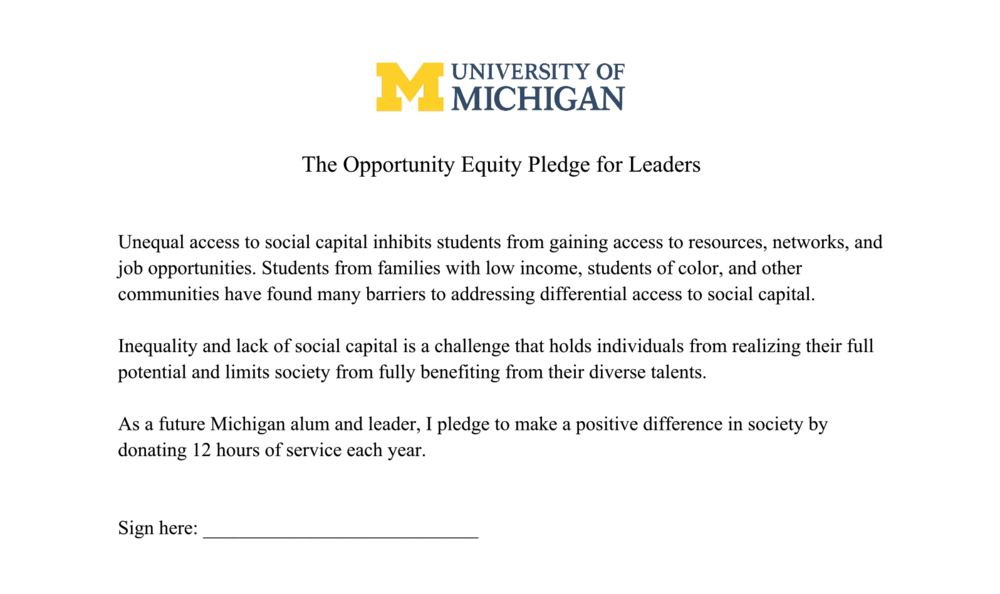 UNIVERSITY OF
MICHIGAN
The Opportunity Equity Pledge for Leaders
Unequal access to social capital inhibits students from gaining access to resources, networks, and
job opportunities. Students from families with low income, students of color, and other
communities have found many barriers to addressing differential access to social capital.
Inequality and lack of social capital is a challenge that holds individuals from realizing their full
potential and limits society from fully benefiting from their diverse talents.
As a future Michigan alum and leader, I pledge to make a positive difference in society by
donating 12 hours of service each year.
Sign here: ____________________________